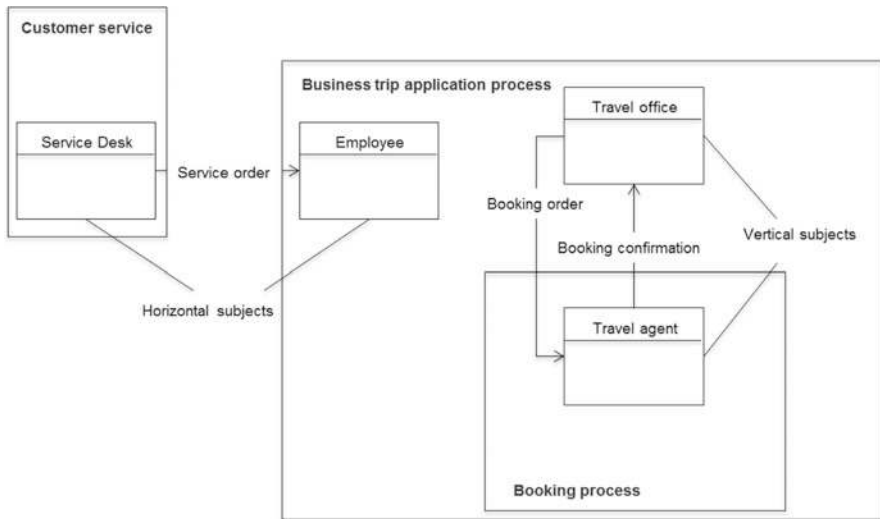 Customer service
Business trip application process
Travel office
Service Desk
Employee
Service order
Booking order
Booking confirmation
Vertical subjects
Horizontal subjects
Travel agent
Booking process